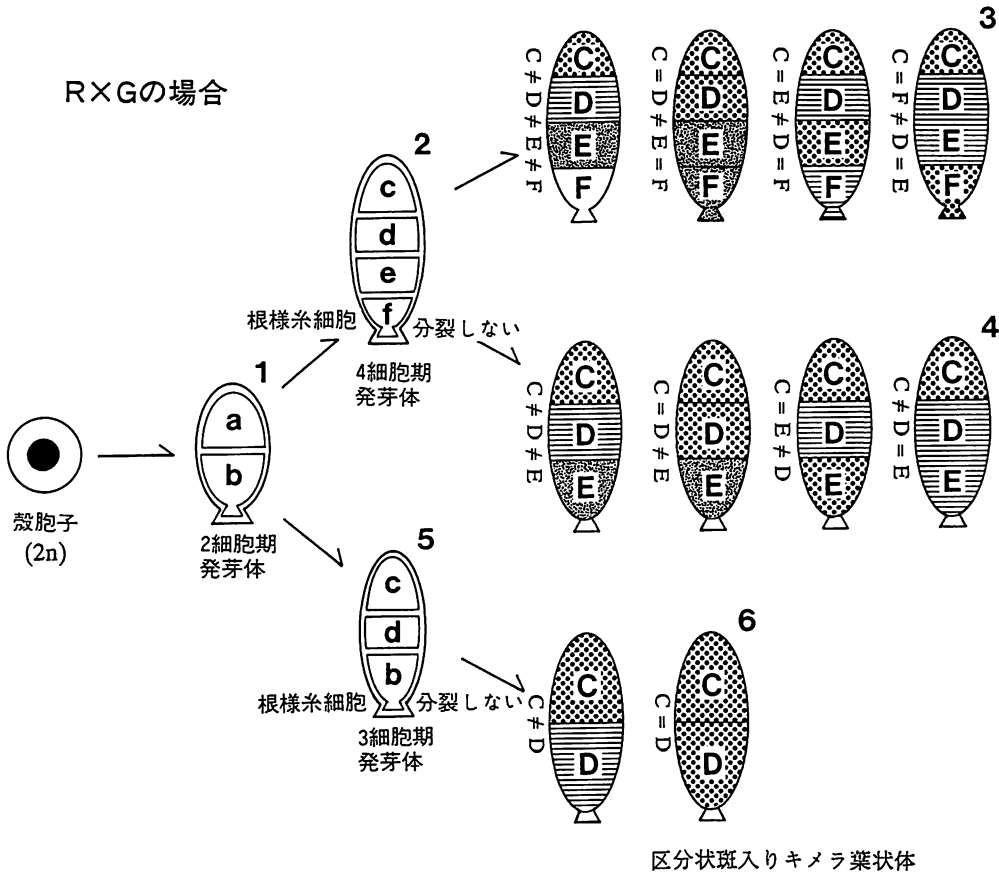 R×Gの場合
殻胞子
(2n)
1
a
b
2細胞期
発芽体
2
c
d
e
f
根様糸細胞
分裂しない
4細胞期
発芽体
3
C≠D≠E≠F
C
D
E
F
C=D≠E=F
C
D
E
F
C=E≠D=F
C
D
E
F
C=F≠D=E
C
D
E
F
4
C≠D≠E
C
D
E
C=D≠E
C
D
E
C=E≠D
C
D
E
C≠D=E
C
D
E
5
c
d
b
根様糸細胞
分裂しない
3細胞期
発芽体
6
C≠D
C
D
C=D
C
D
区分状斑入りキメラ葉状体